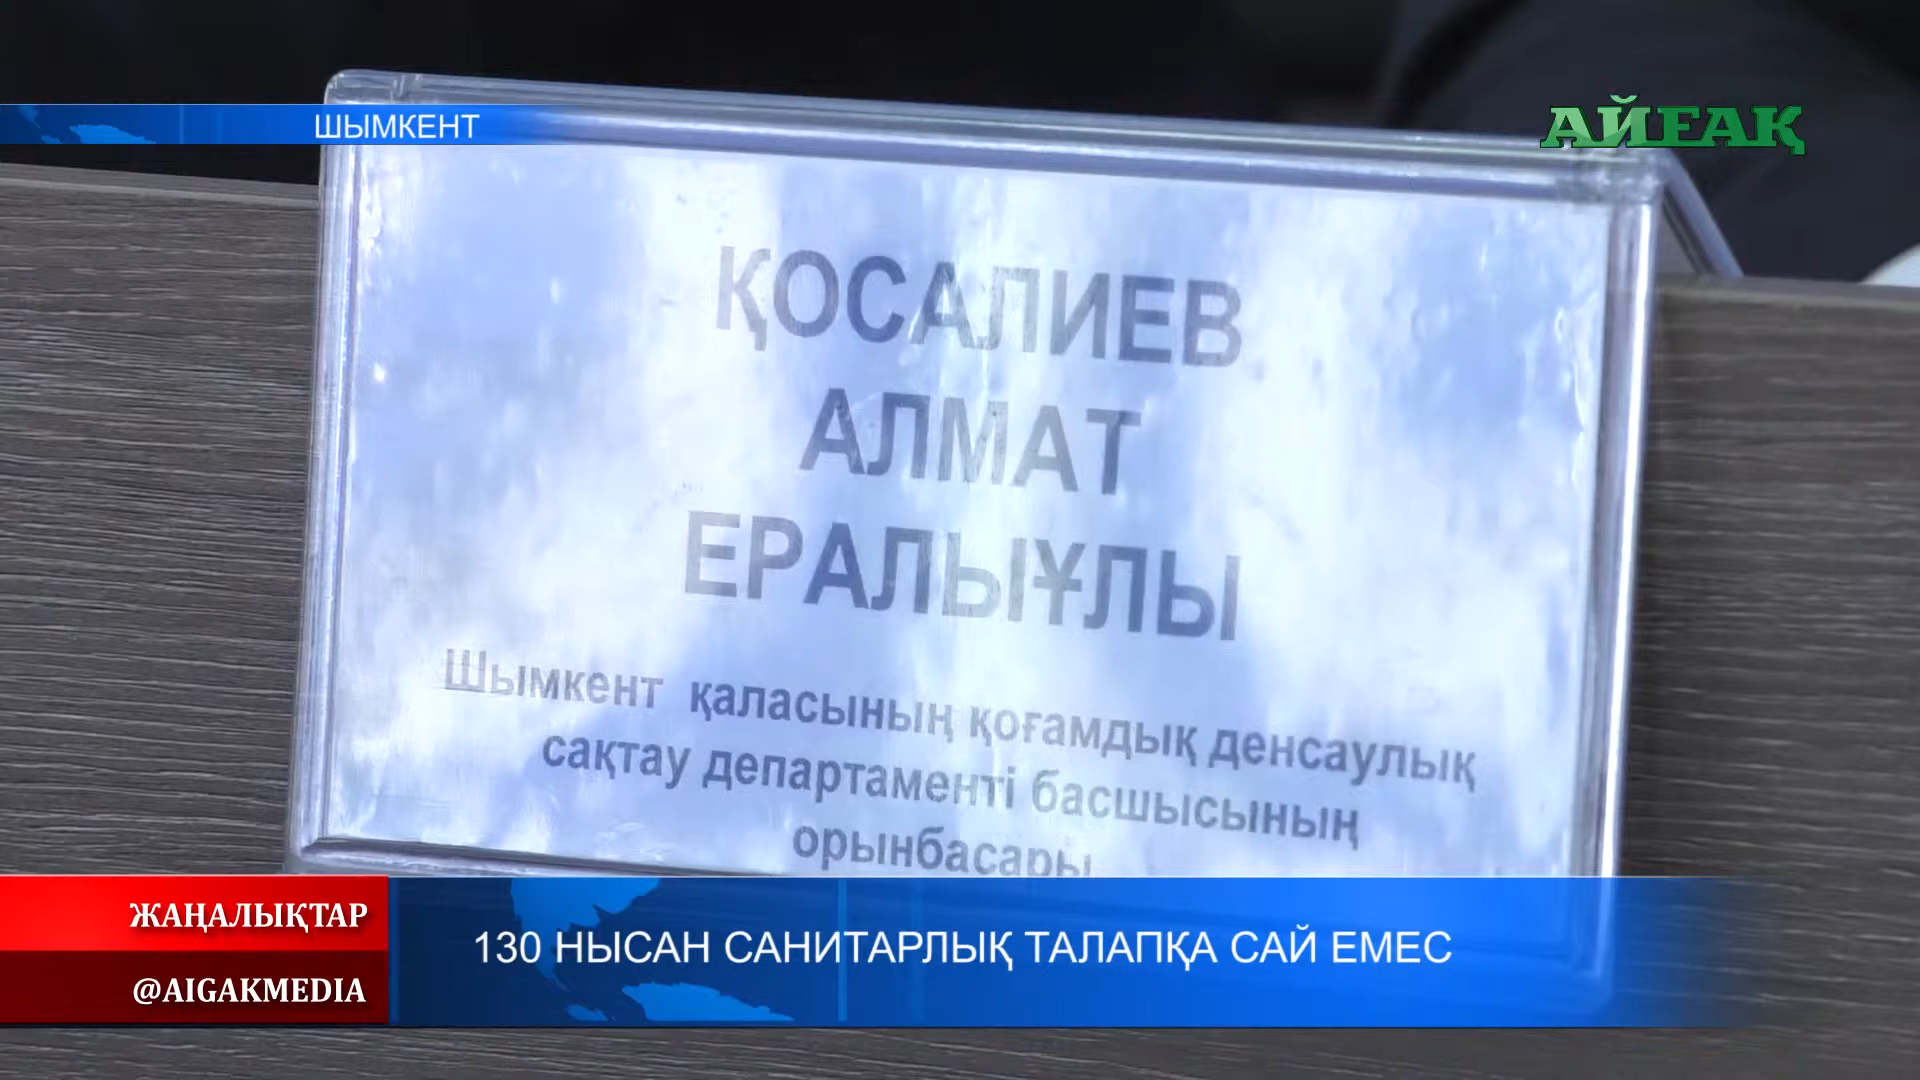 ШЫМКЕНТ
АЙҒАҚ
ҚОСАЛИЕВ
АЛМАТ
ЕРАЛЫҰЛЫ
Шымкент қаласының қоғамдық денсаулық
сақтау департаменті басшысының
орынбасары
ЖАҢАЛЫҚТАР
130 НЫСАН САНИТАРЛЫҚ ТАЛАПҚА САЙ ЕМЕС
@AIGAKMEDIA